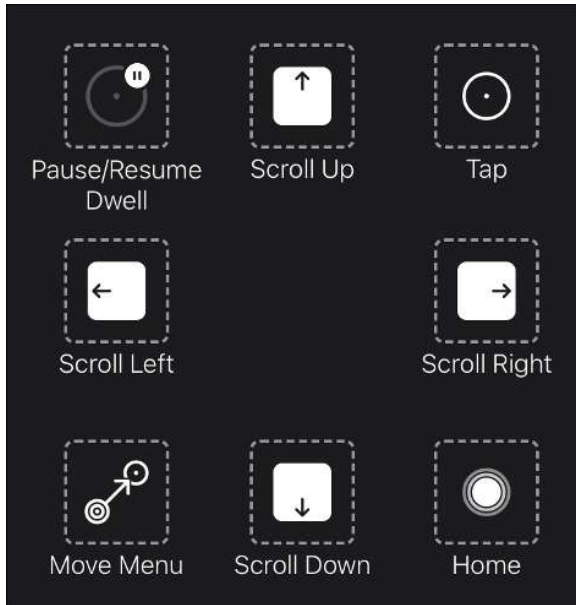 Pause/Resume
Dwell
Scroll Up
Tap
Scroll Left
Scroll Right
Move Menu
Scroll Down
Home